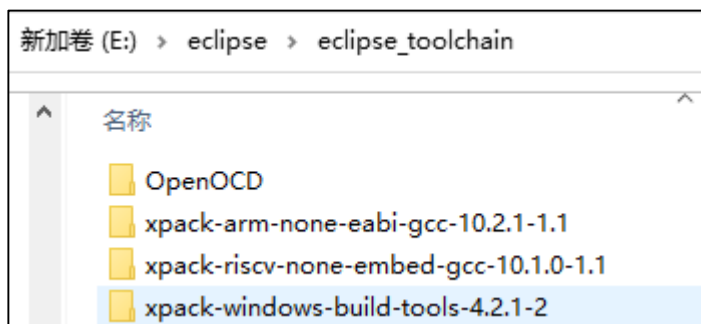 新加卷 (E:) > eclipse > eclipse_toolchain
名称
OpenOCD
xpack-arm-none-eabi-gcc-10.2.1-1.1
xpack-riscv-none-embed-gcc-10.1.0-1.1
xpack-windows-build-tools-4.2.1-2